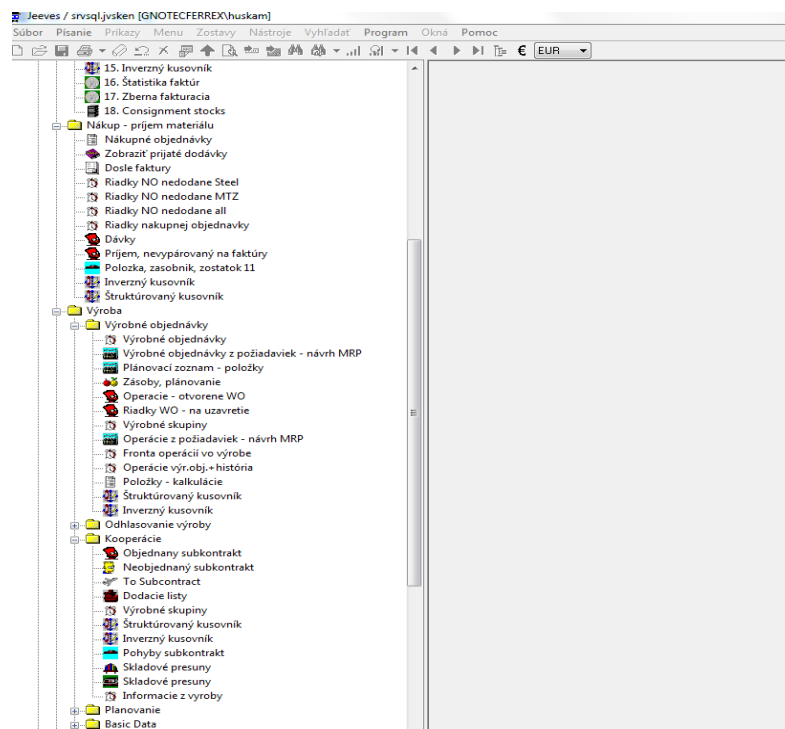 Jeeves / srvsql.jvsken [GNOTECFERREX\huskam]
Súbor Písanie Príkazy Menu Zostavy Nástroje Vyhľadať Program Okná Pomoc
€ EUR
15. Inverzný kusovník
16. Štatistika faktúr
17. Zberna fakturacia
18. Consignment stocks
Nákup - príjem materiálu
Nákupné objednávky
Zobraziť prijaté dodávky
Dosle faktury
Riadky NO nedodane Steel
Riadky NO nedodane MTZ
Riadky NO nedodane all
Riadky nakupnej objednavky
Dávky
Príjem, nevypárovaný na faktúry
Polozka, zasobnik, zostatok 11
Inverzný kusovník
Štruktúrovaný kusovník
Výroba
Výrobné objednávky
Výrobné objednávky
Výrobné objednávky z požiadaviek - návrh MRP
Plánovací zoznam - položky
Zásoby, plánovanie
Operacie - otvorene WO
Riadky WO - na uzavretie
Výrobné skupiny
Operácie z požiadaviek - návrh MRP
Fronta operácií vo výrobe
Operácie výr.obj.+história
Položky - kalkulácie
Štruktúrovaný kusovník
Inverzný kusovník
Odhlasovanie výroby
Kooperácie
Objednany subkontrakt
Neobjednaný subkontrakt
To Subcontract
Dodacie listy
Výrobné skupiny
Štruktúrovaný kusovník
Inverzný kusovník
Pohyby subkontrakt
Skladové presuny
Skladové presuny
Informacie z vyroby
Planovanie
Basic Data